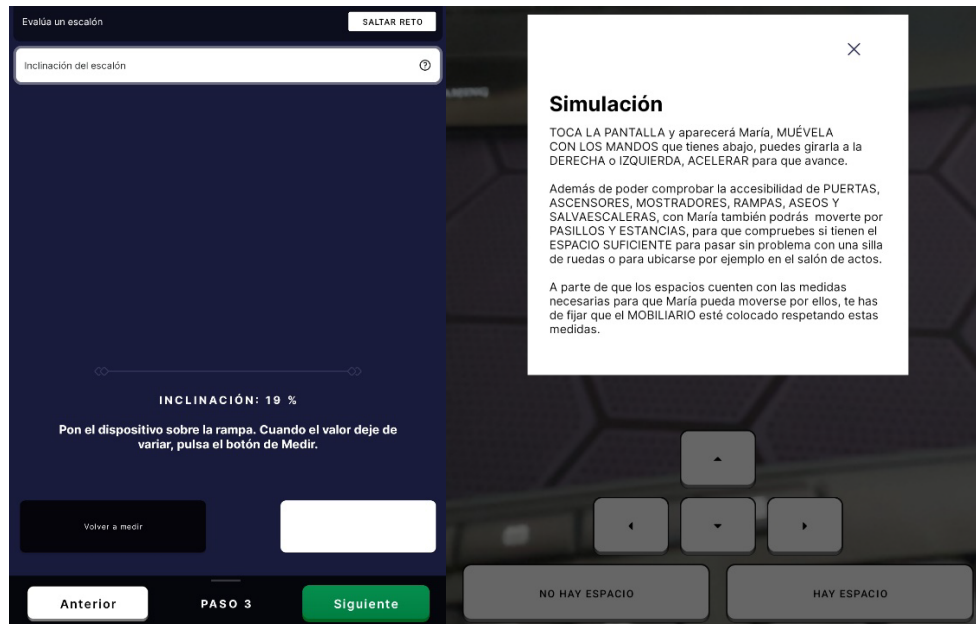 Evalúa un escalón
SALTAR RETO
Inclinación del escalón
INCLINACIÓN: 19 %
Pon el dispositivo sobre la rampa. Cuando el valor deje de
variar, pulsa el botón de Medir.
Volver a medir
Anterior
PASO 3
Siguiente
Simulación
TOCA LA PANTALLA y aparecerá María, MUÉVELA
CON LOS MANDOS que tienes abajo, puedes girarla a la
DERECHA o IZQUIERDA, ACELERAR para que avance.
Además de poder comprobar la accesibilidad de PUERTAS,
ASCENSORES, MOSTRADORES, RAMPAS, ASEOS Y
SALVAESCALERAS, con María también podrás moverte por
PASILLOS Y ESTANCIAS, para que compruebes si tienen el
ESPACIO SUFICIENTE para pasar sin problema con una silla
de ruedas o para ubicarse por ejemplo en el salón de actos.
A parte de que los espacios cuenten con las medidas
necesarias para que María pueda moverse por ellos, te has
de fijar que el MOBILIARIO esté colocado respetando estas
medidas.
NO HAY ESPACIO
HAY ESPACIO